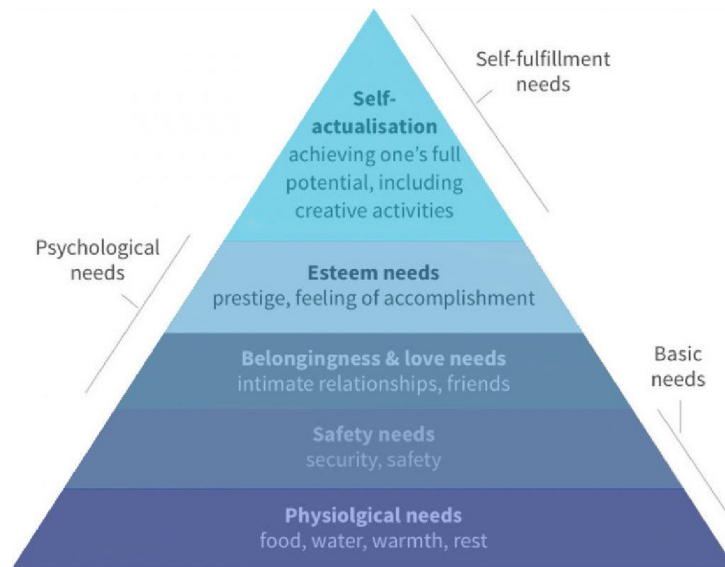 Self-fulfillment
needs
Self-
actualisation
achieving one's full
potential, including
creative activities
Psychological
needs
Esteem needs
prestige, feeling of accomplishment
Belongingness & love needs
intimate relationships, friends
Basic
needs
Safety needs
security, safety
Physiolgical needs
food, water, warmth, rest